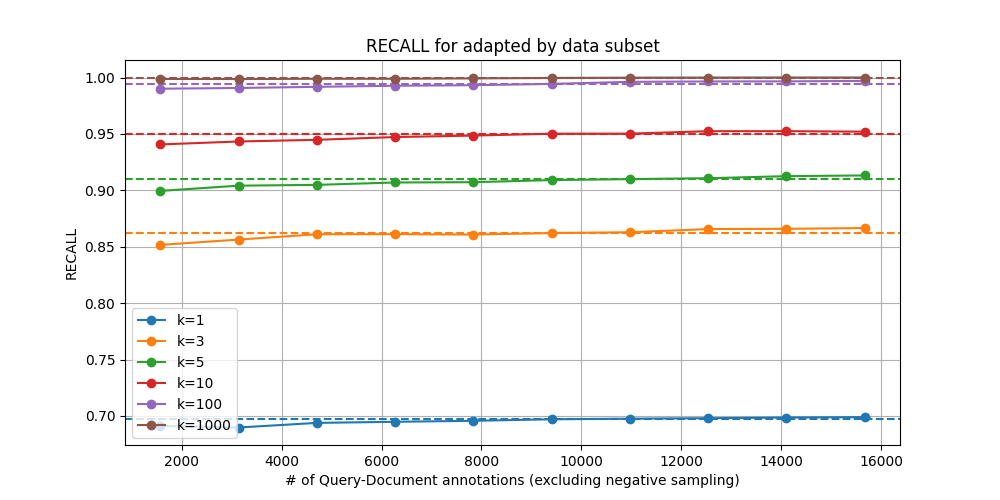 RECALL for adapted by data subset
RECALL
1.00
0.95
0.90
0.85
0.80
0.75
0.70
k=1
k=3
k=5
k=10
k=100
k=1000
2000 4000 6000 8000 10000 12000 14000 16000
# of Query-Document annotations (excluding negative sampling)